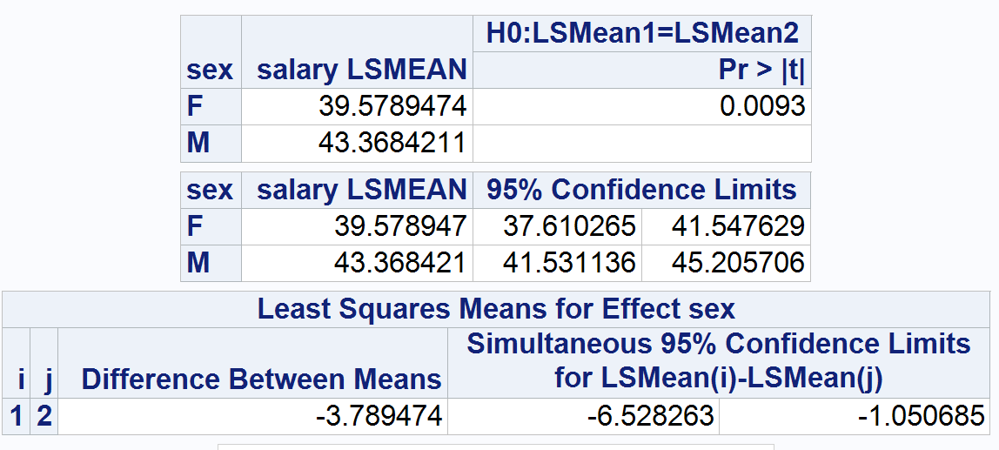 H0:LSMean1=LSMean2
sex salary LSMEAN Pr > |t|
F 39.5789474 0.0093
M 43.3684211
sex salary LSMEAN 95% Confidence Limits
F 39.578947 37.610265 41.547629
M 43.368421 41.531136 45.205706
Least Squares Means for Effect sex
Simultaneous 95% Confidence Limits
i j Difference Between Means for LSMean(i)-LSMean(j)
1 2 -3.789474 -6.528263 -1.050685